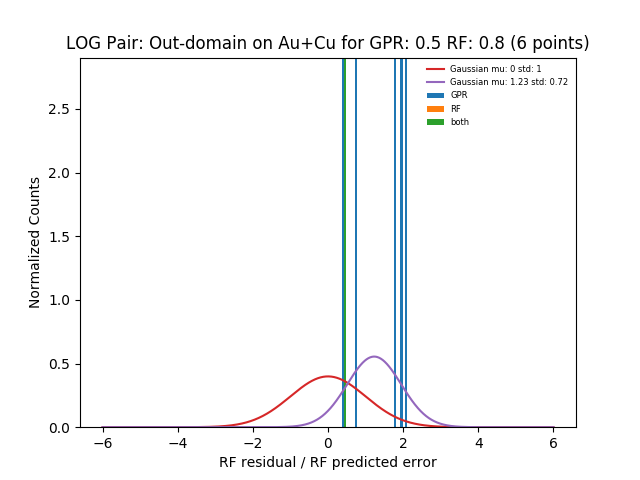 LOG Pair: Out-domain on Au+Cu for GPR: 0.5 RF: 0.8 (6 points)
Gaussian mu: 0 std: 1
Gaussian mu: 1.23 std: 0.72
GPR
RF
both
Normalized Counts
2.5
2.0
1.5
1.0
0.5
0.0
−6
−4
−2
0
2
4
6
RF residual / RF predicted error